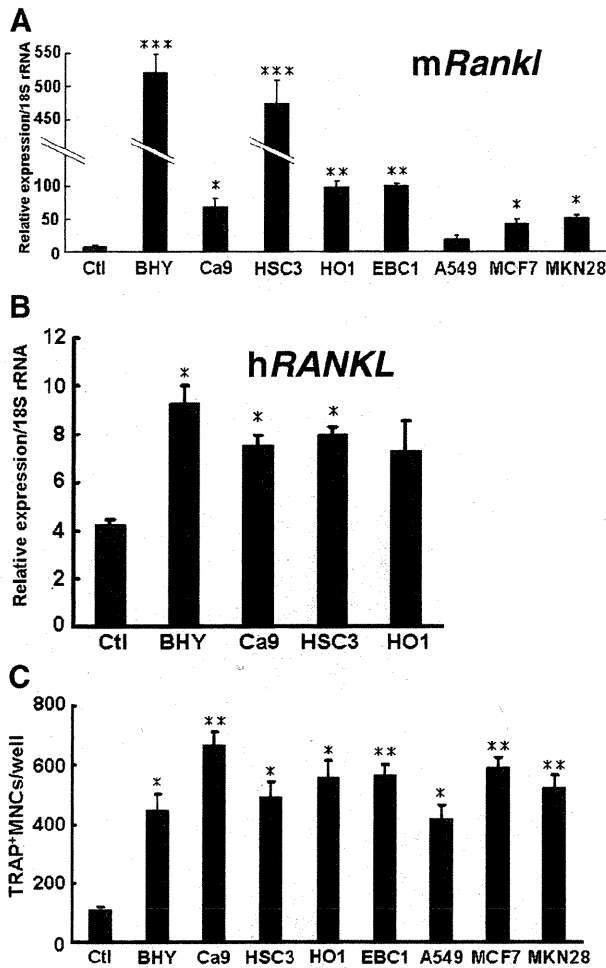 A
mRankl
Relative expression/18S rRNA
550
500
450
100
50
0
*** * *** ** ** * *
Ctl BHY Ca9 HSC3 HO1 EBC1 A549 MCF7 MKN28
B
hRANKL
Relative expression/18S rRNA
12
10
8
6
4
2
0
* * *
Ctl BHY Ca9 HSC3 HO1
C
TRAP+MNCs/well
800
600
400
200
0
* ** * * ** * ** **
Ctl BHY Ca9 HSC3 HO1 EBC1 A549 MCF7 MKN28